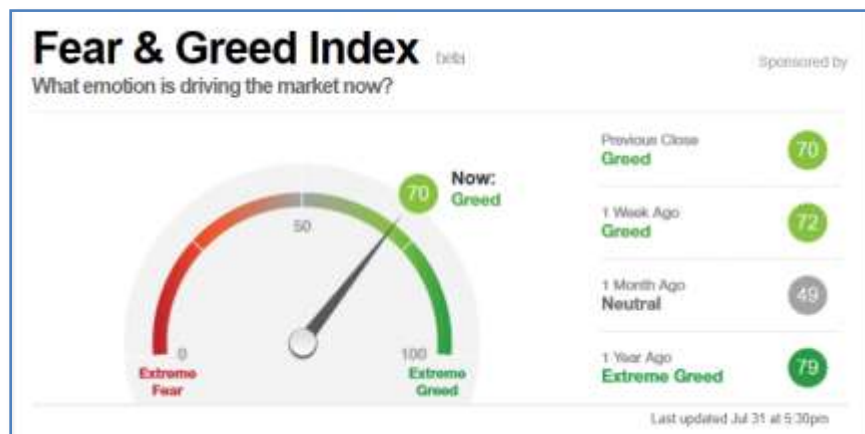 Fear & Greed Index beta
Sponsored by
What emotion is driving the market now?
70
Now:
Greed
50
0
100
Extreme
Fear
Extreme
Greed
Previous Close
Greed
70
1 Week Ago
Greed
72
1 Month Ago
Neutral
49
1 Year Ago
Extreme Greed
79
Last updated Jul 31 at 5:30pm